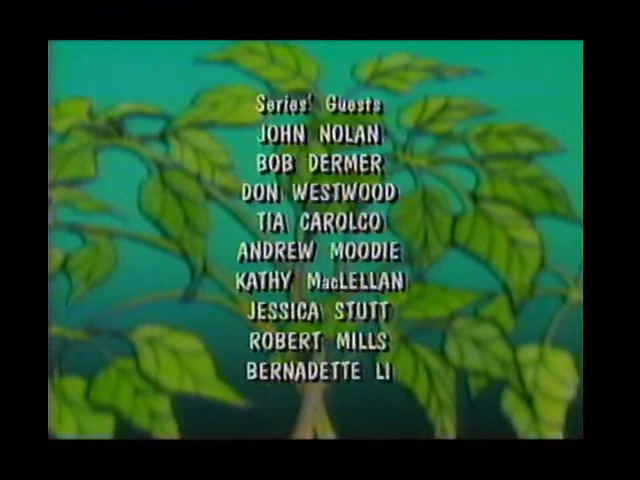 Series' Guests
JOHN NOLAN
BOB DERMER
DON WESTWOOD
TIA CAROLCO
ANDREW MOODIE
KATHY MacLELLAN
JESSICA STUTT
ROBERT MILLS
BERNADETTE LI